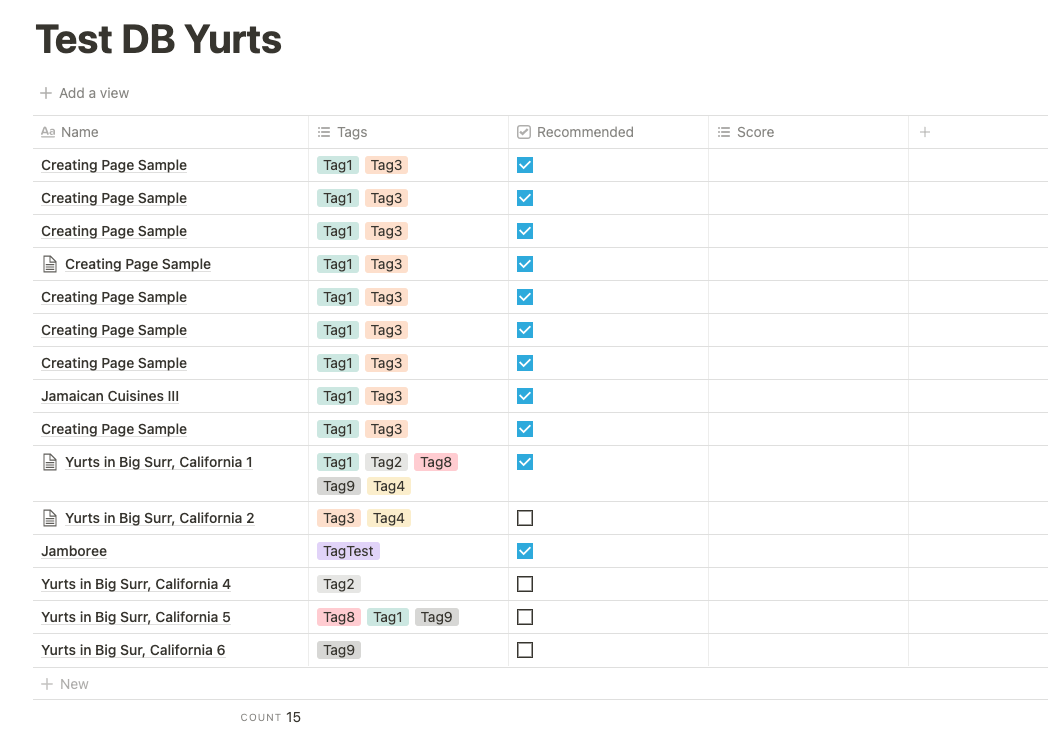 Test DB Yurts
Add a view
Aa Name Tags Recommended Score
Creating Page Sample Tag1 Tag3
Creating Page Sample Tag1 Tag3
Creating Page Sample Tag1 Tag3
Creating Page Sample Tag1 Tag3
Creating Page Sample Tag1 Tag3
Creating Page Sample Tag1 Tag3
Creating Page Sample Tag1 Tag3
Jamaican Cuisines III Tag1 Tag3
Creating Page Sample Tag1 Tag3
Yurts in Big Surr, California 1 Tag1 Tag2 Tag8
Tag9 Tag4
Yurts in Big Surr, California 2 Tag3 Tag4
Jamboree TagTest
Yurts in Big Surr, California 4 Tag2
Yurts in Big Surr, California 5 Tag8 Tag1 Tag9
Yurts in Big Sur, California 6 Tag9
New
COUNT 15